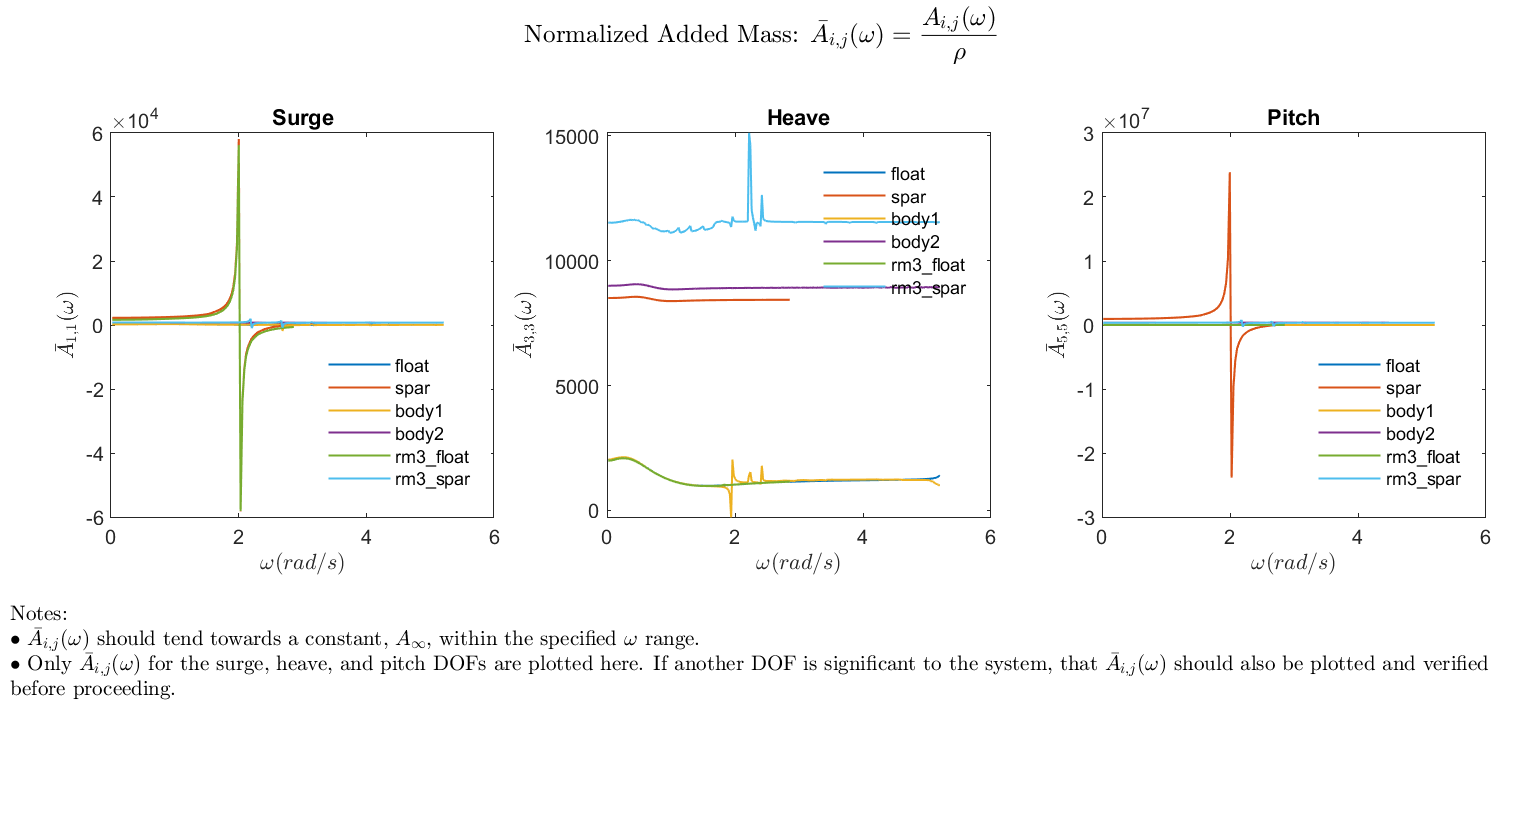 Normalized Added Mass: Ā_{i,j}(ω) = A_{i,j}(ω) / ρ
Surge
×10⁴
6
4
2
0
-2
-4
-6
0 2 4 6
Ā_{1,1}(ω)
ω(rad/s)
float
spar
body1
body2
rm3_float
rm3_spar
Heave
15000
10000
5000
0
0 2 4 6
Ā_{3,3}(ω)
ω(rad/s)
float
spar
body1
body2
rm3_float
rm3_spar
Pitch
×10⁷
3
2
1
0
-1
-2
-3
0 2 4 6
Ā_{5,5}(ω)
ω(rad/s)
float
spar
body1
body2
rm3_float
rm3_spar
Notes:
• Ā_{i,j}(ω) should tend towards a constant, A_∞, within the specified ω range.
• Only Ā_{i,j}(ω) for the surge, heave, and pitch DOFs are plotted here. If another DOF is significant to the system, that Ā_{i,j}(ω) should also be plotted and verified
before proceeding.